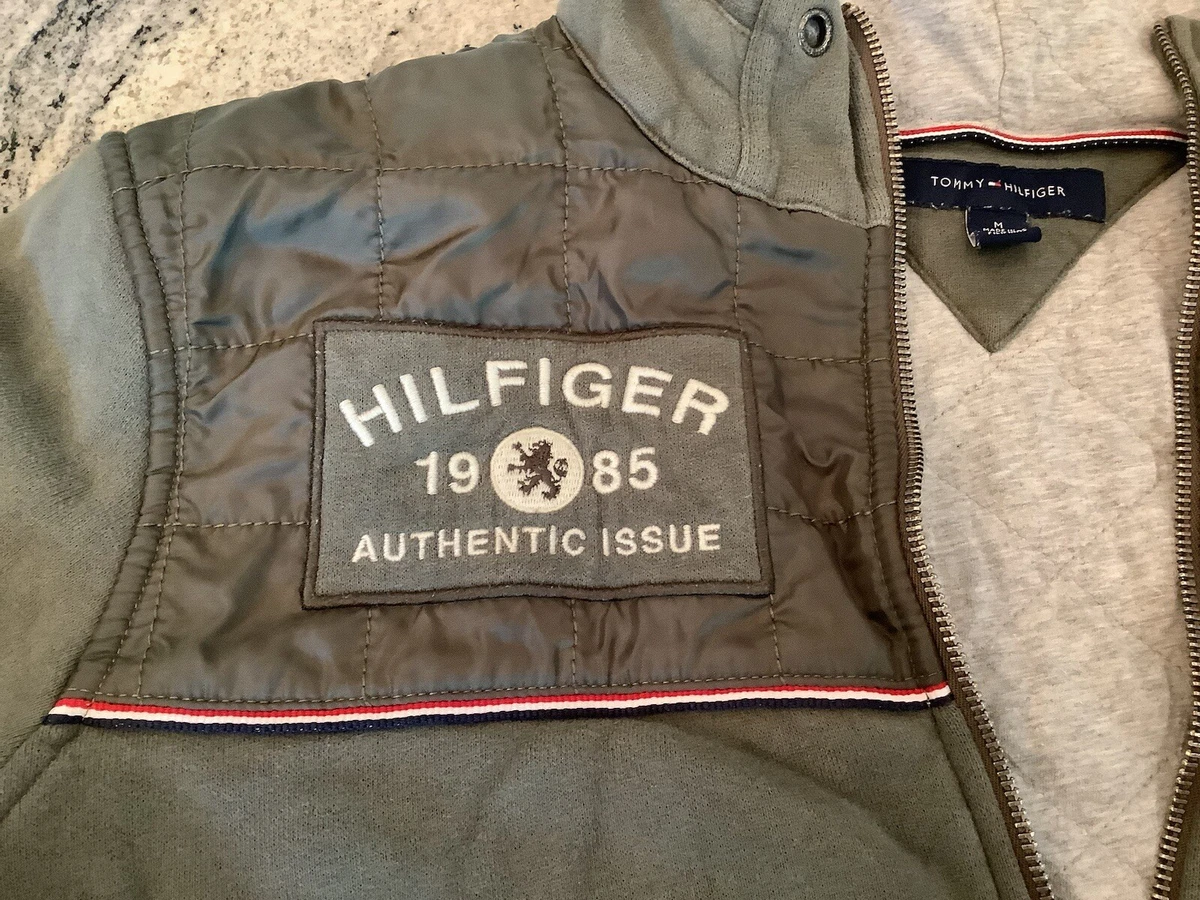 HILFIGER
19 85
AUTHENTIC ISSUE
TOMMY HILFIGER
M